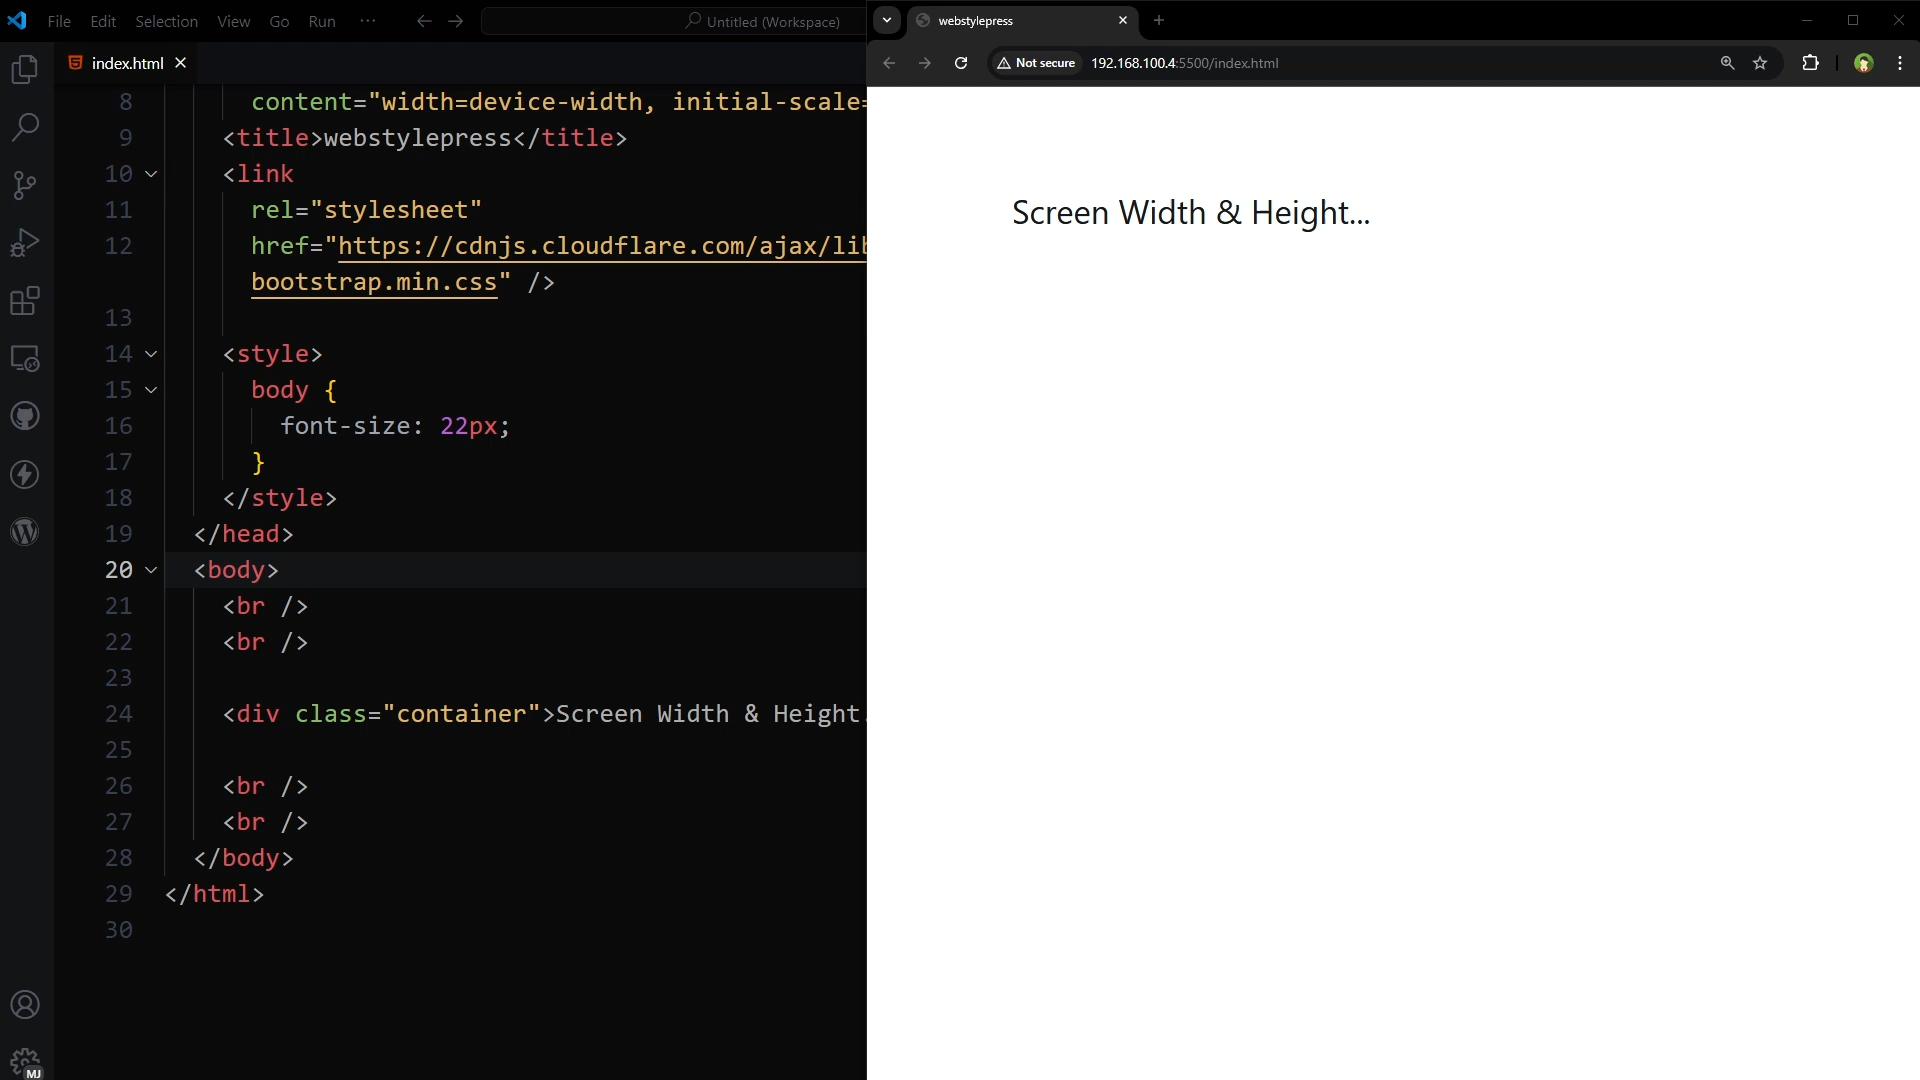 File Edit Selection View Go Run ··· Untitled (Workspace)
index.html
8 content="width=device-width, initial-scale=
9 <title>webstylepress</title>
10 <link
11 rel="stylesheet"
12 href="https://cdnjs.cloudflare.com/ajax/lib
bootstrap.min.css" />
13
14 <style>
15 body {
16 font-size: 22px;
17 }
18 </style>
19 </head>
20 <body>
21 <br />
22 <br />
23
24 <div class="container">Screen Width & Height.
25
26 <br />
27 <br />
28 </body>
29 </html>
30
MJ
webstylepress
Not secure 192.168.100.4:5500/index.html
Screen Width & Height...